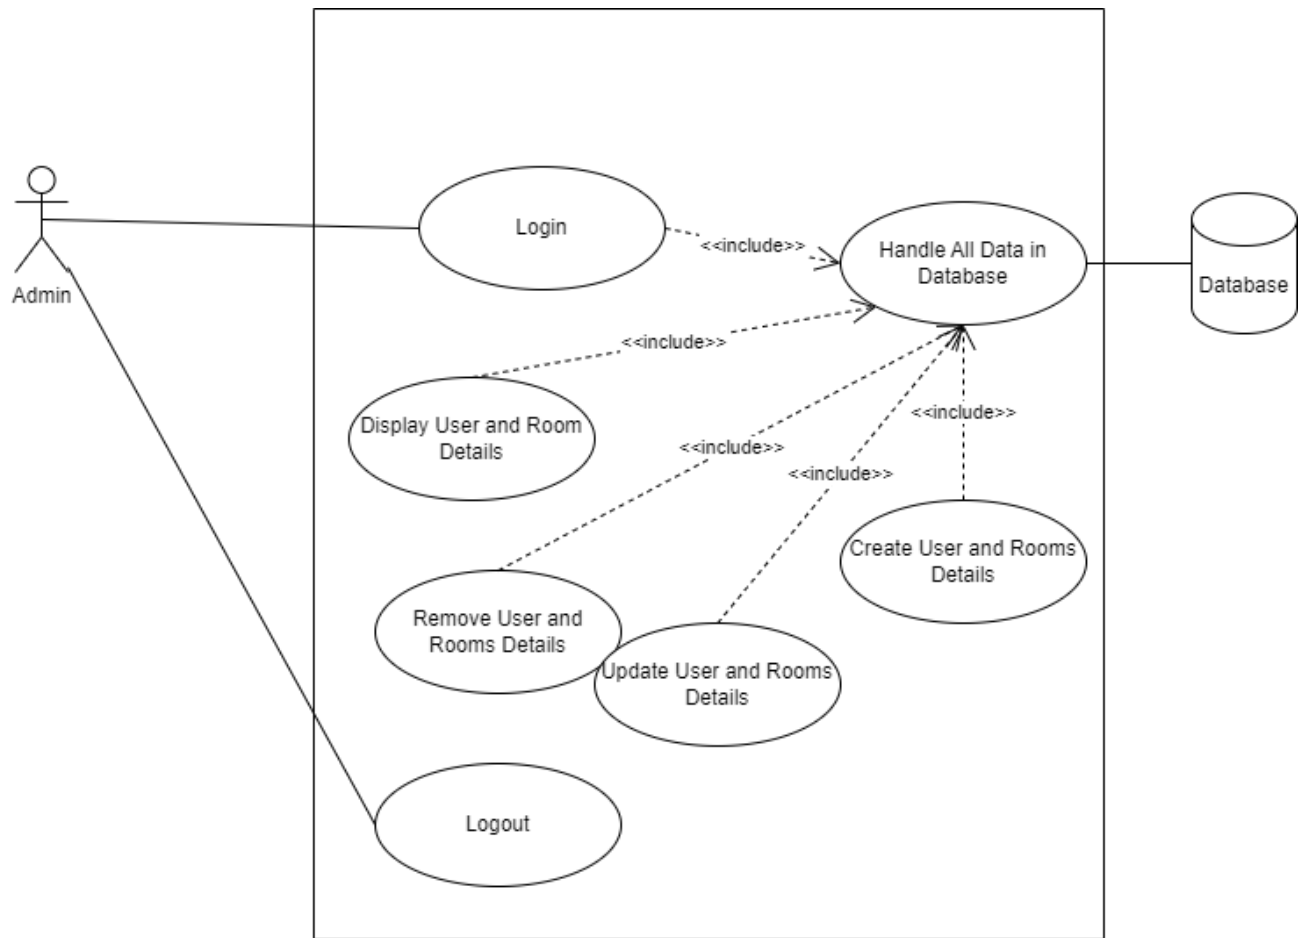 Login
<<include>>
Handle All Data in
Database
Database
Admin
<<include>>
Display User and Room
Details
<<include>>
<<include>>
<<include>>
Create User and Rooms
Details
Remove User and
Rooms Details
Update User and Rooms
Details
Logout